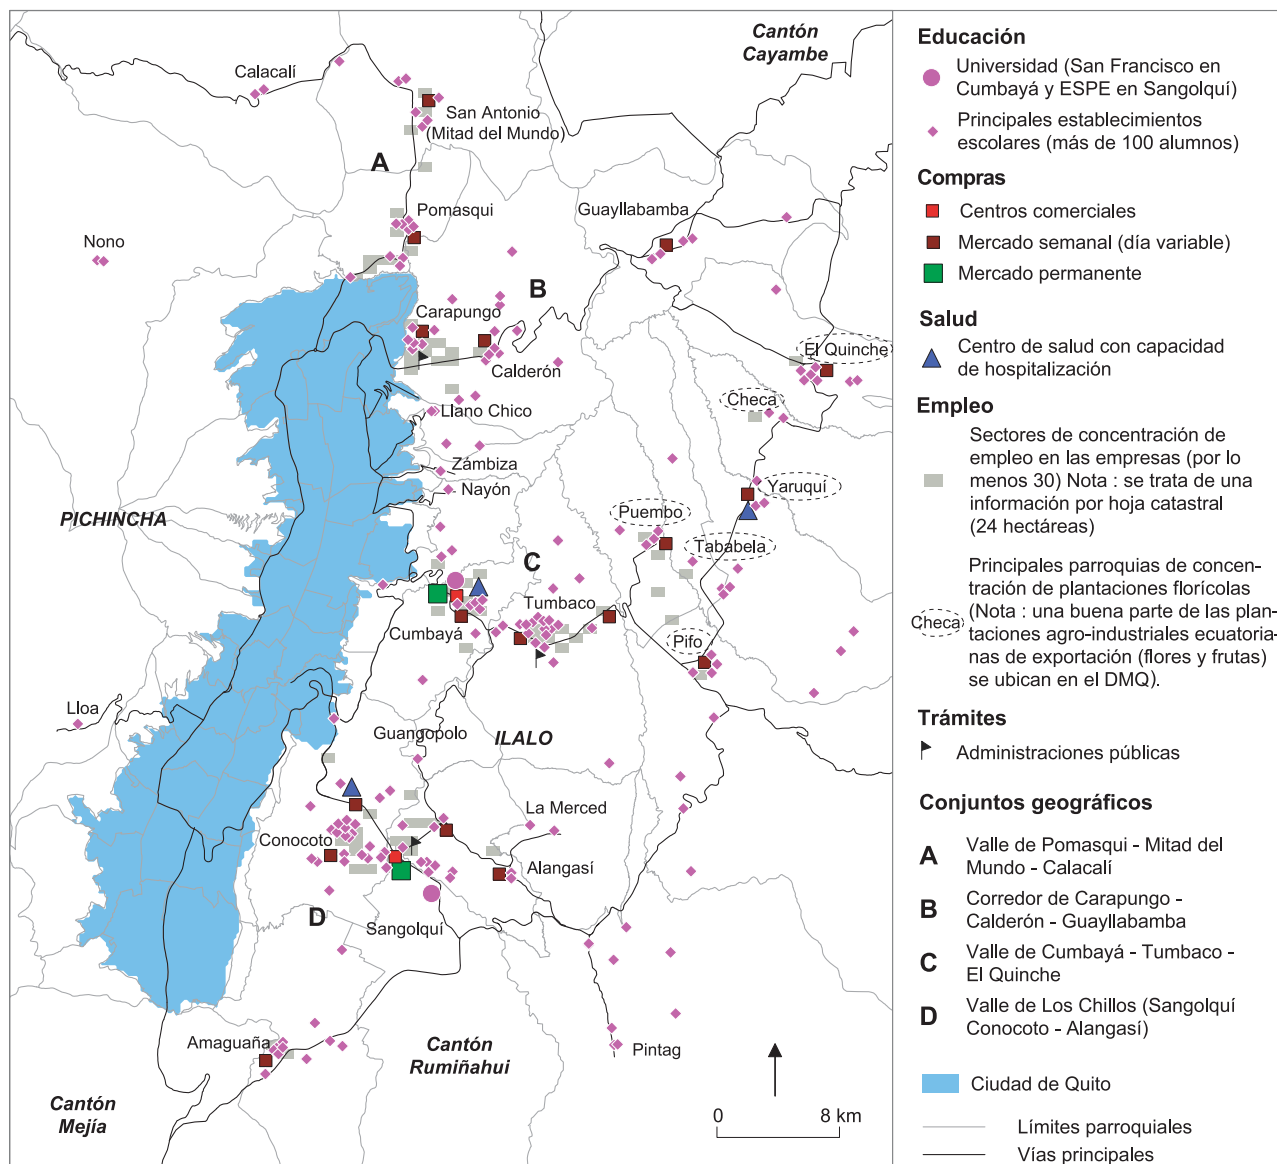 Cantón
Cayambe
Calacalí
San Antonio
(Mitad del Mundo)
A
Pomasqui
Guayllabamba
Nono
B
Carapungo
El Quinche
Calderón
Checa
Llano Chico
Zámbiza
Yaruquí
Nayón
Puembo
PICHINCHA
Tababela
C
Tumbaco
Cumbayá
Pifo
Lloa
Guangopolo
ILALO
La Merced
Conocoto
Alangasí
D
Sangolquí
Amaguaña
Cantón
Rumiñahui
Pintag
Cantón
Mejía
0 8 km
Educación
Universidad (San Francisco en
Cumbayá y ESPE en Sangolquí)
Principales establecimientos
escolares (más de 100 alumnos)
Compras
Centros comerciales
Mercado semanal (día variable)
Mercado permanente
Salud
Centro de salud con capacidad
de hospitalización
Empleo
Sectores de concentración de
empleo en las empresas (por lo
menos 30) Nota : se trata de una
información por hoja catastral
(24 hectáreas)
Principales parroquias de concen-
tración de plantaciones florícolas
(Nota : una buena parte de las plan-
Checa
taciones agro-industriales ecuatoria-
nas de exportación (flores y frutas)
se ubican en el DMQ).
Trámites
Administraciones públicas
Conjuntos geográficos
A Valle de Pomasqui - Mitad del
Mundo - Calacalí
B Corredor de Carapungo -
Calderón - Guayllabamba
C Valle de Cumbayá - Tumbaco -
El Quinche
D Valle de Los Chillos (Sangolquí
Conocoto - Alangasí)
Ciudad de Quito
Límites parroquiales
Vías principales